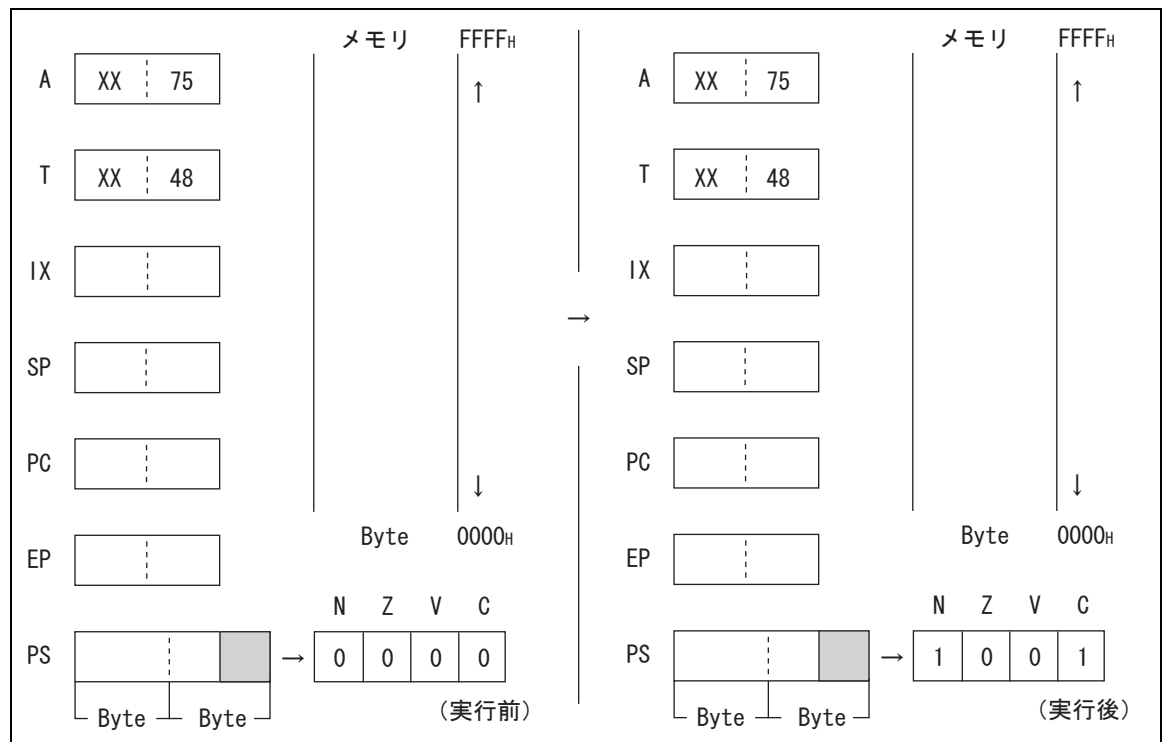 メモリ FFFFH
A XX 75 ↑
T XX 48
IX
SP
PC
↓
Byte 0000H
EP
N Z V C
PS → 0 0 0 0
Byte Byte (実行前)
→
メモリ FFFFH
A XX 75 ↑
T XX 48
IX
SP
PC
↓
Byte 0000H
EP
N Z V C
PS → 1 0 0 1
Byte Byte (実行後)